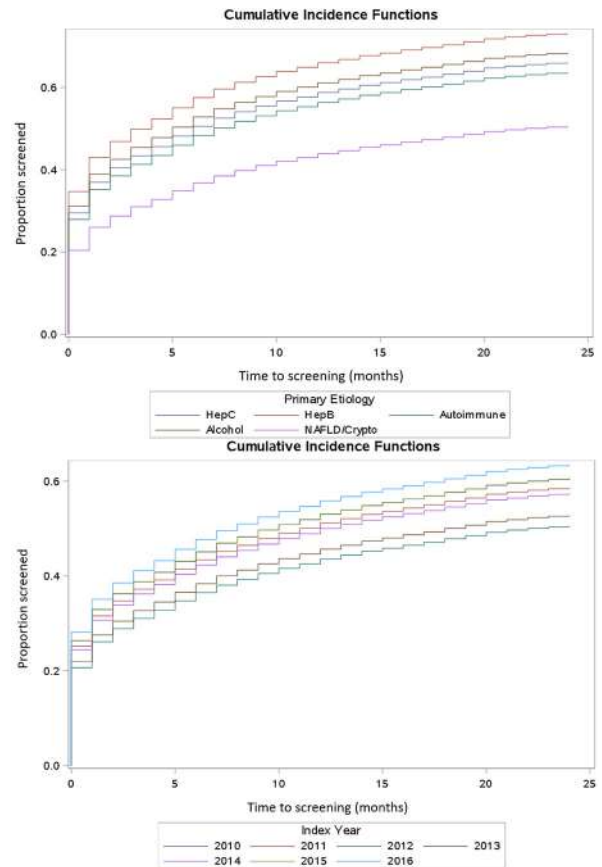 Cumulative Incidence Functions
Proportion screened
0.6
0.4
0.2
0.0
0 5 10 15 20 25
Time to screening (months)
Primary Etiology
HepC HepB Autoimmune
Alcohol NAFLD/Crypto
Cumulative Incidence Functions
Proportion screened
0.6
0.4
0.2
0.0
0 5 10 15 20 25
Time to screening (months)
Index Year
2010 2011 2012 2013
2014 2015 2016